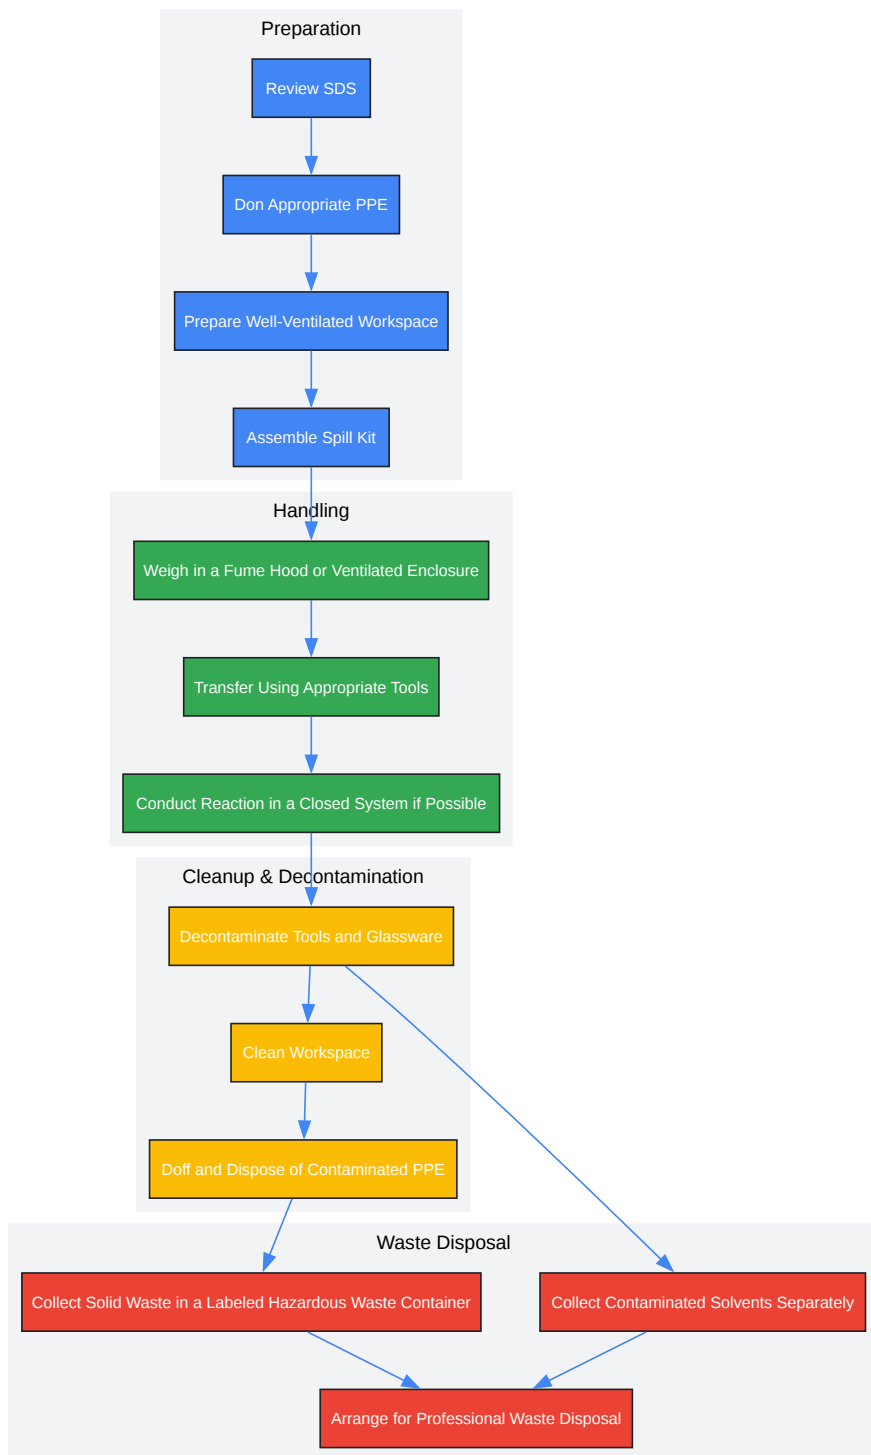 Preparation
Review SDS
Don Appropriate PPE
Prepare Well-Ventilated Workspace
Assemble Spill Kit
Handling
Weigh in a Fume Hood or Ventilated Enclosure
Transfer Using Appropriate Tools
Conduct Reaction in a Closed System if Possible
Cleanup & Decontamination
Decontaminate Tools and Glassware
Clean Workspace
Doff and Dispose of Contaminated PPE
Waste Disposal
Collect Solid Waste in a Labeled Hazardous Waste Container
Collect Contaminated Solvents Separately
Arrange for Professional Waste Disposal